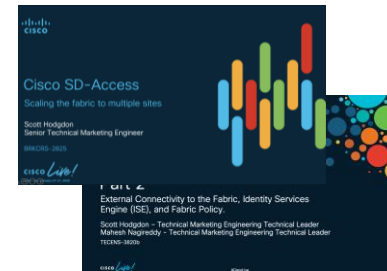 CISCO
Cisco SD-Access
Scaling the fabric to multiple sites
Scott Hodgdon
Senior Technical Marketing Engineer
BRKCRS-2825
CISCO Live!
Part 2
External Connectivity to the Fabric, Identity Services
Engine (ISE), and Fabric Policy.
Scott Hodgdon - Technical Marketing Engineering Technical Leader
Mahesh Nagireddy - Technical Marketing Engineering Technical Leader
TECENS-3820b
CISCO Live!